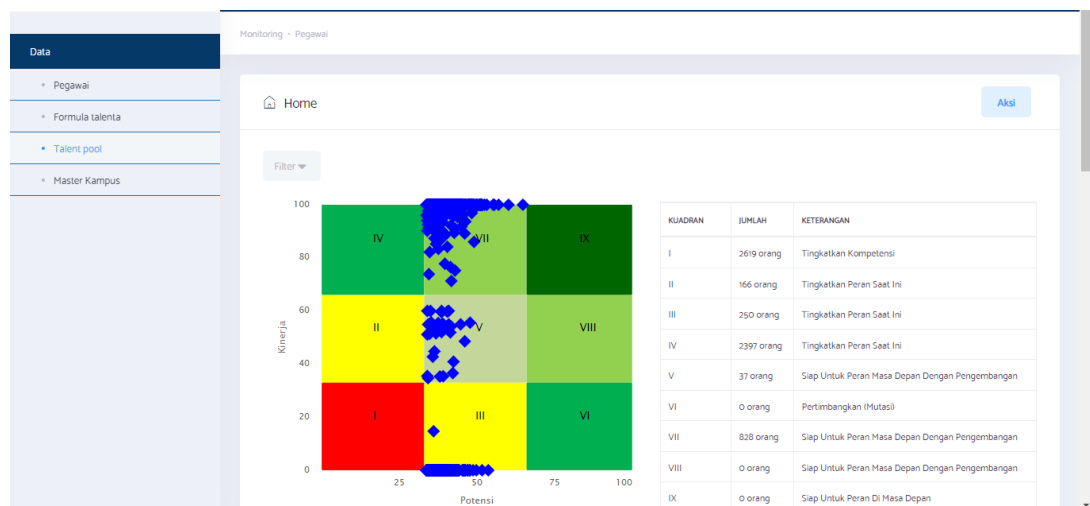 Monitoring - Pegawai
Data
Pegawai
Formula talenta
Talent pool
Master Kampus
Home
Aksi
Filter
100
80
60
40
20
0
Kinerja
IV
VII
IX
II
V
VIII
I
III
VI
25
50
75
100
Potensi
KUADRAN JUMLAH KETERANGAN
I 2619 orang Tingkatkan Kompetensi
II 166 orang Tingkatkan Peran Saat Ini
III 250 orang Tingkatkan Peran Saat Ini
IV 2397 orang Tingkatkan Peran Saat Ini
V 37 orang Siap Untuk Peran Masa Depan Dengan Pengembangan
VI 0 orang Pertimbangkan (Mutasi)
VII 828 orang Siap Untuk Peran Masa Depan Dengan Pengembangan
VIII 0 orang Siap Untuk Peran Masa Depan Dengan Pengembangan
IX 0 orang Siap Untuk Peran Di Masa Depan